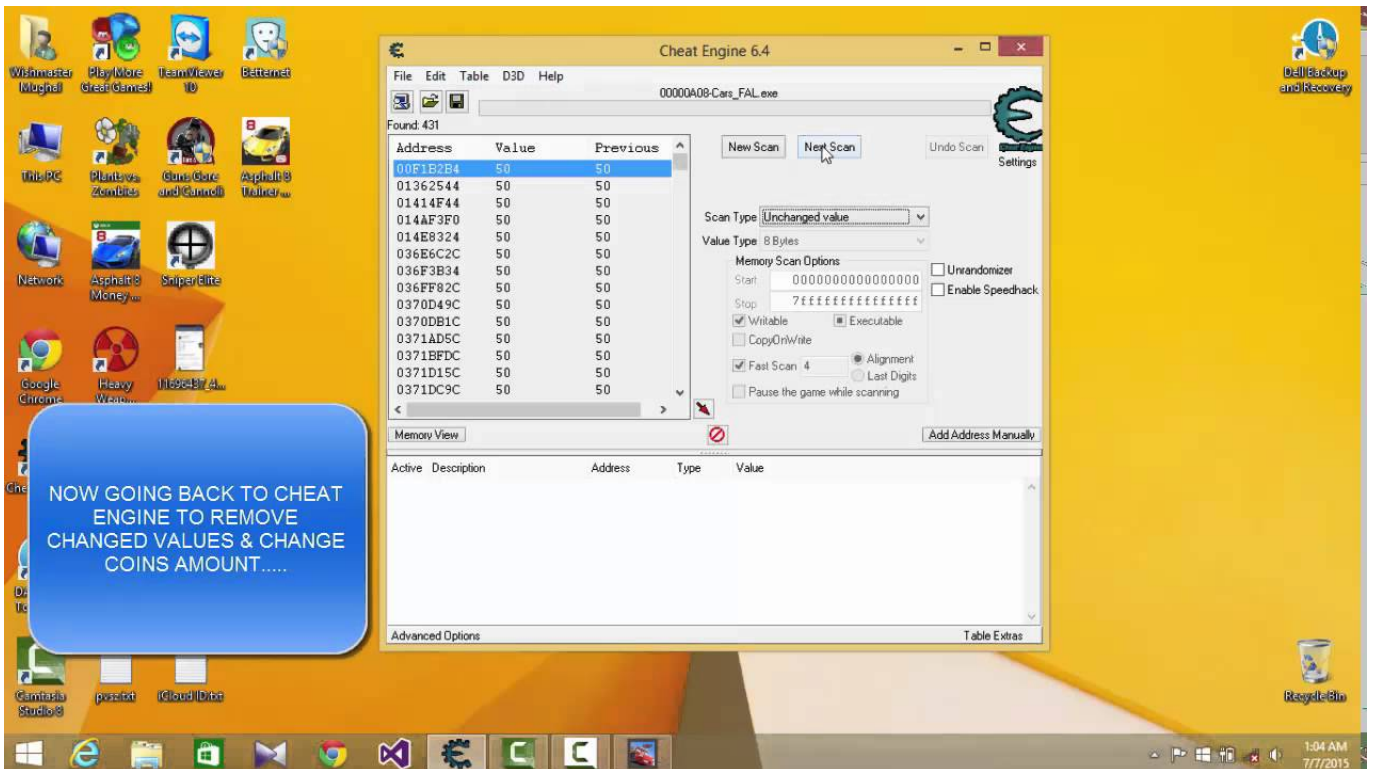 Wishmaster Mughal
Play More Great Games!
TeamViewer 10
Betternet
Dell Backup and Recovery
This PC
Plants vs. Zombies
Guns Gore and Cannoli
Asphalt 8 Trainer ...
Network
Asphalt 8 Money ...
Sniper Elite
Google Chrome
Heavy Weap...
Cheat Engine 6.4
File Edit Table D3D Help
00000A08-Cars_FAL.exe
Found: 431
Address Value Previous
00F1B2B4 50 50
01362544 50 50
01414F44 50 50
014AF3F0 50 50
014E8324 50 50
036E6C2C 50 50
036F3B34 50 50
036FF82C 50 50
0370D49C 50 50
0370DB1C 50 50
0371AD5C 50 50
0371BFDC 50 50
0371D15C 50 50
0371DC9C 50 50
New Scan Next Scan Undo Scan
Cheat Engine
Settings
Scan Type Unchanged value
Value Type 8 Bytes
Memory Scan Options
Start 0000000000000000
Stop 7fffffffffffffff
Writable Executable
CopyOnWrite
Fast Scan 4 Alignment
Last Digits
Pause the game while scanning
Unrandomizer
Enable Speedhack
Memory View Add Address Manually
Active Description Address Type Value
Advanced Options Table Extras
Che
NOW GOING BACK TO CHEAT
ENGINE TO REMOVE
CHANGED VALUES & CHANGE
COINS AMOUNT.....
Camtasia Studio 8
pvsz.txt
iCloud ID.txt
Recycle Bin
1:04 AM
7/7/2015